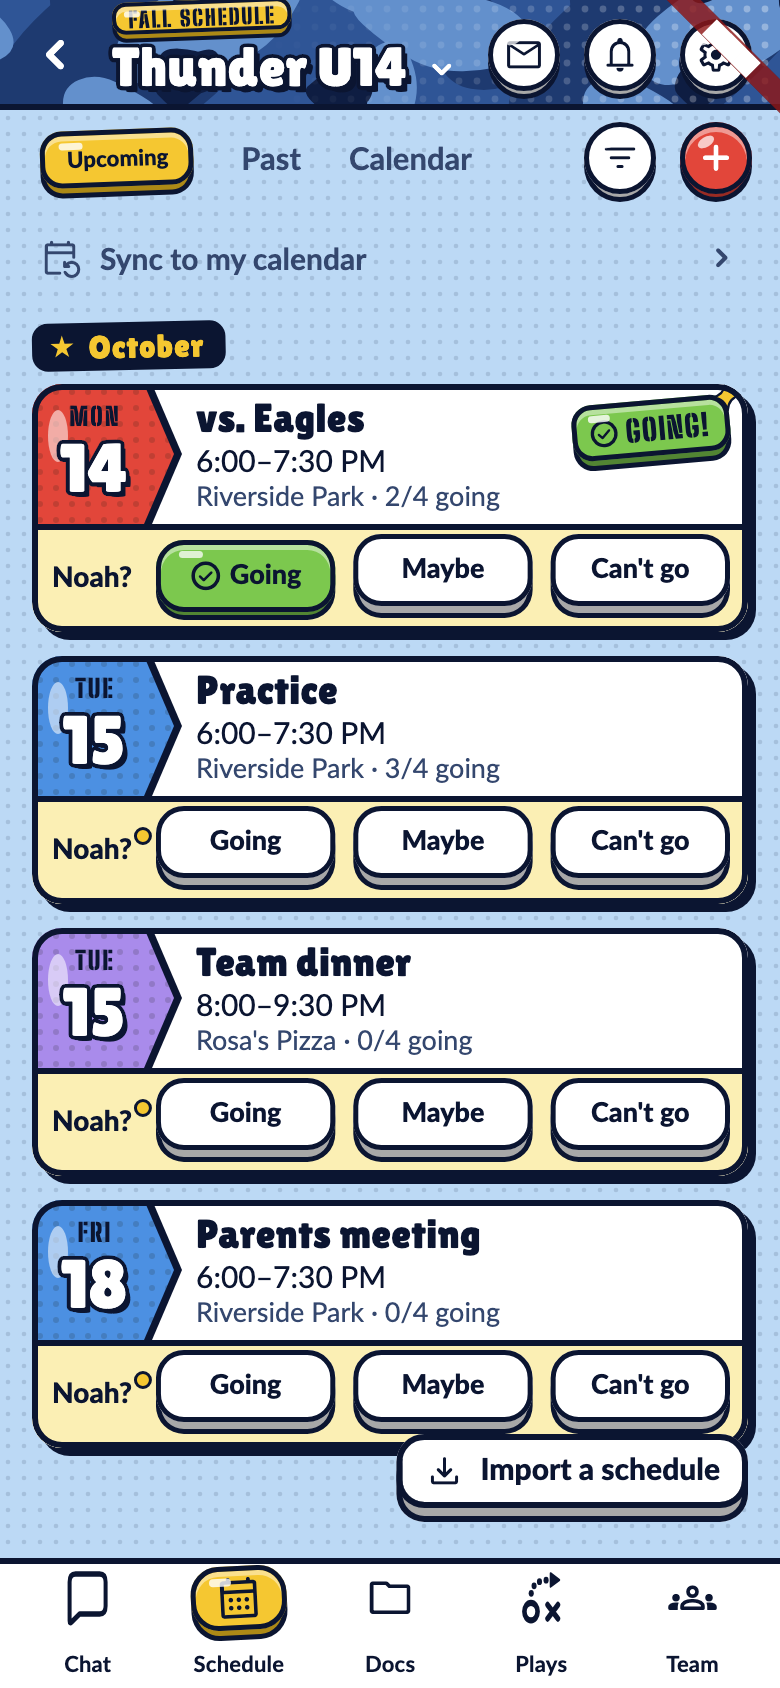 FALL SCHEDULE
Thunder U14
Upcoming
Past
Calendar
Sync to my calendar
★ October
MON
14
vs. Eagles
6:00–7:30 PM
Riverside Park · 2/4 going
GOING!
Noah?
Going
Maybe
Can't go
TUE
15
Practice
6:00–7:30 PM
Riverside Park · 3/4 going
Noah?
Going
Maybe
Can't go
TUE
15
Team dinner
8:00–9:30 PM
Rosa's Pizza · 0/4 going
Noah?
Going
Maybe
Can't go
FRI
18
Parents meeting
6:00–7:30 PM
Riverside Park · 0/4 going
Noah?
Going
Maybe
Can't go
Import a schedule
Chat
Schedule
Docs
Plays
Team